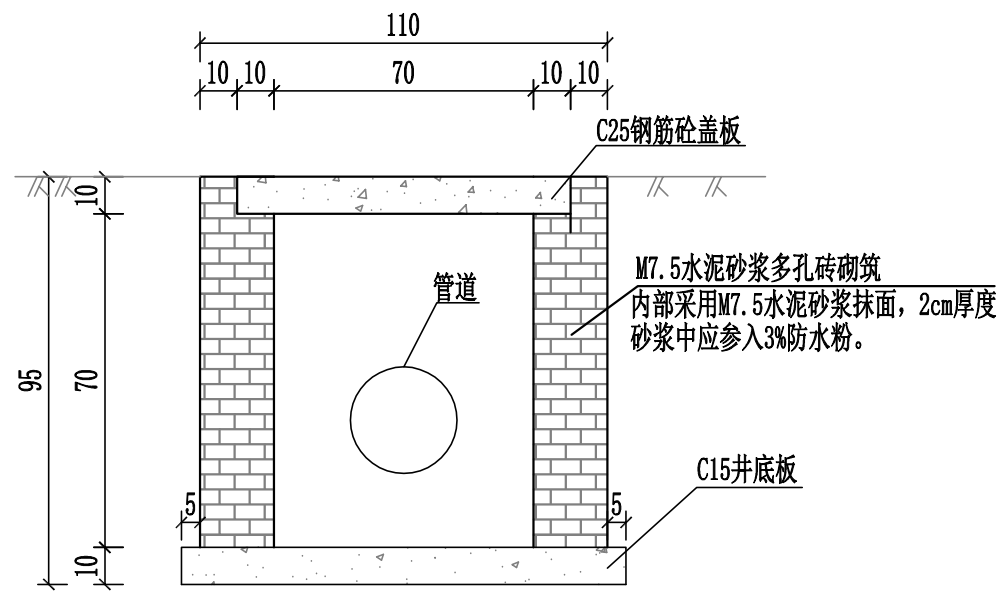 110
10 10 70 10 10
C25钢筋砼盖板
10
M7.5水泥砂浆多孔砖砌筑
管道
内部采用M7.5水泥砂浆抹面，2cm厚度
砂浆中应参入3%防水粉。
95
70
C15井底板
5
5
10